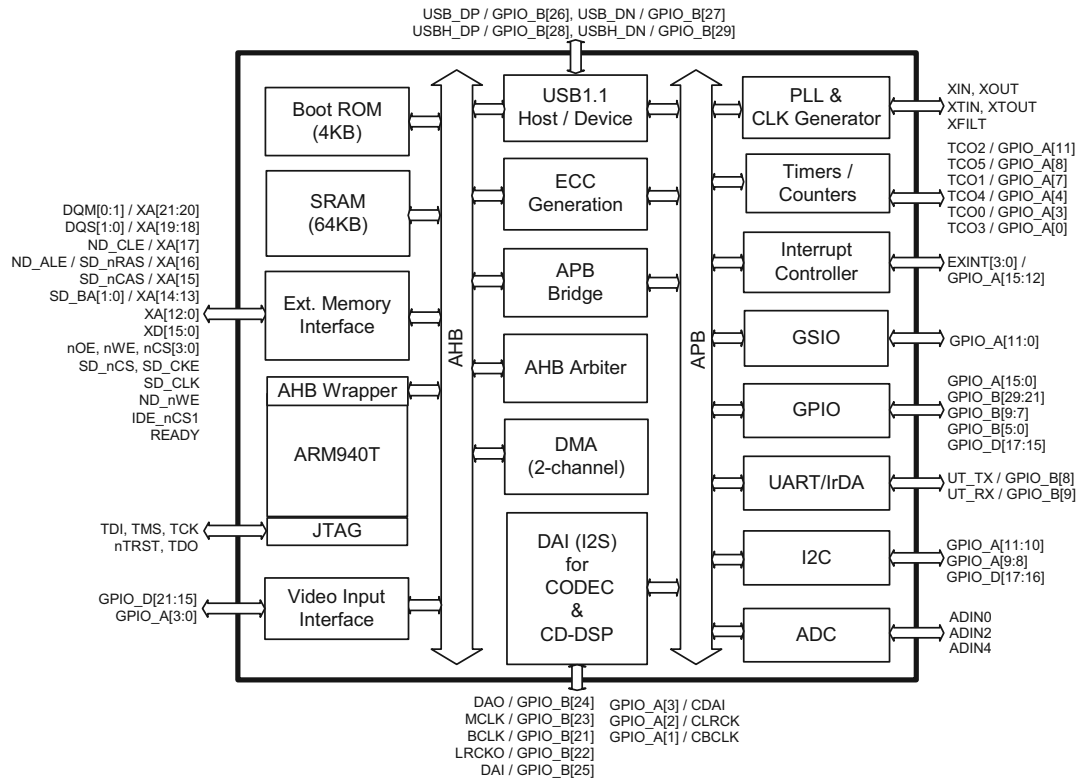 USB_DP / GPIO_B[26], USB_DN / GPIO_B[27]
USBH_DP / GPIO_B[28], USBH_DN / GPIO_B[29]
Boot ROM
(4KB)
SRAM
(64KB)
Ext. Memory
Interface
AHB Wrapper
ARM940T
JTAG
Video Input
Interface
DQM[0:1] / XA[21:20]
DQS[1:0] / XA[19:18]
ND_CLE / XA[17]
ND_ALE / SD_nRAS / XA[16]
SD_nCAS / XA[15]
SD_BA[1:0] / XA[14:13]
XA[12:0]
XD[15:0]
nOE, nWE, nCS[3:0]
SD_nCS, SD_CKE
SD_CLK
ND_nWE
IDE_nCS1
READY
TDI, TMS, TCK
nTRST, TDO
GPIO_D[21:15]
GPIO_A[3:0]
AHB
USB1.1
Host / Device
ECC
Generation
APB
Bridge
AHB Arbiter
DMA
(2-channel)
DAI (I2S)
for
CODEC
&
CD-DSP
APB
PLL &
CLK Generator
Timers /
Counters
Interrupt
Controller
GSIO
GPIO
UART/IrDA
I2C
ADC
XIN, XOUT
XTIN, XTOUT
XFILT
TCO2 / GPIO_A[11]
TCO5 / GPIO_A[8]
TCO1 / GPIO_A[7]
TCO4 / GPIO_A[4]
TCO0 / GPIO_A[3]
TCO3 / GPIO_A[0]
EXINT[3:0] /
GPIO_A[15:12]
GPIO_A[11:0]
GPIO_A[15:0]
GPIO_B[29:21]
GPIO_B[9:7]
GPIO_B[5:0]
GPIO_D[17:15]
UT_TX / GPIO_B[8]
UT_RX / GPIO_B[9]
GPIO_A[11:10]
GPIO_A[9:8]
GPIO_D[17:16]
ADIN0
ADIN2
ADIN4
DAO / GPIO_B[24]
MCLK / GPIO_B[23]
BCLK / GPIO_B[21]
LRCKO / GPIO_B[22]
DAI / GPIO_B[25]
GPIO_A[3] / CDAI
GPIO_A[2] / CLRCK
GPIO_A[1] / CBCLK